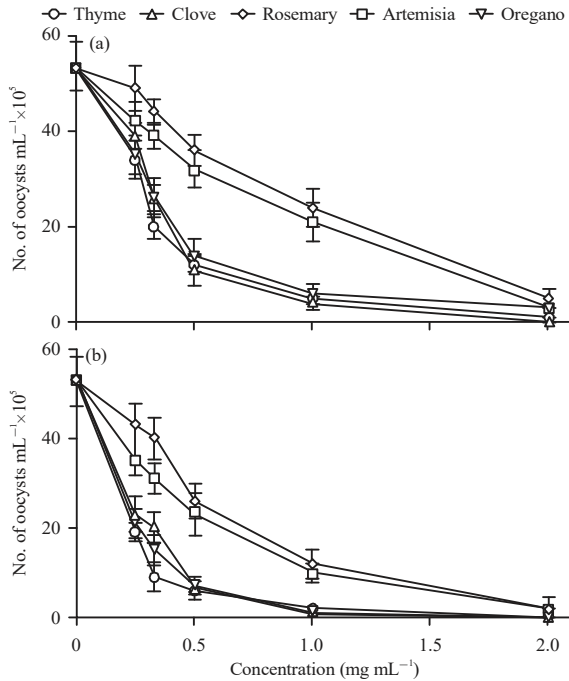 Thyme Clove Rosemary Artemisia Oregano
(a)
60
40
20
0
No. of oocysts mL⁻¹×10⁵
(b)
60
40
20
0
No. of oocysts mL⁻¹×10⁵
0 0.5 1.0 1.5 2.0
Concentration (mg mL⁻¹)